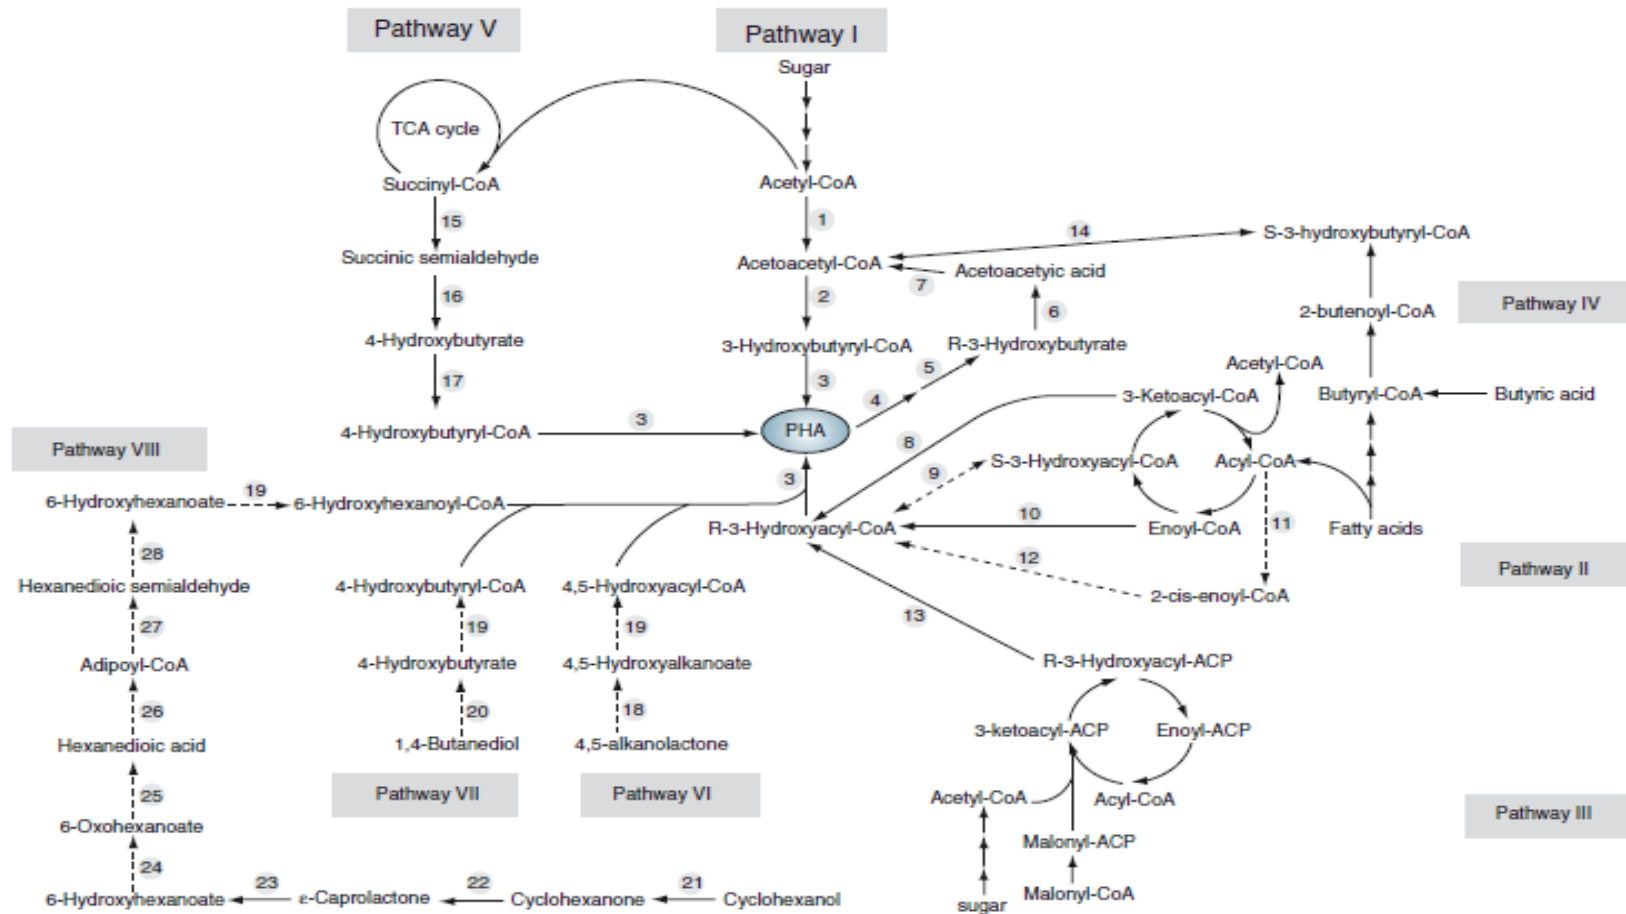 Pathway V
Pathway I
Sugar
TCA cycle
Succinyl-CoA
Acetyl-CoA
15
1
14
S-3-hydroxybutyryl-CoA
Succinic semialdehyde
Acetoacetyl-CoA
Acetoacetyic acid
7
16
2
6
2-butenoyl-CoA
Pathway IV
4-Hydroxybutyrate
3-Hydroxybutyryl-CoA
R-3-Hydroxybutyrate
Acetyl-CoA
17
3
5
4
3-Ketoacyl-CoA
Butyryl-CoA
Butyric acid
4-Hydroxybutyryl-CoA
3
PHA
8
Pathway VIII
S-3-Hydroxyacyl-CoA
Acyl-CoA
9
3
6-Hydroxyhexanoate
19
6-Hydroxyhexanoyl-CoA
R-3-Hydroxyacyl-CoA
10
Enoyl-CoA
11
Fatty acids
28
12
Hexanedioic semialdehyde
4-Hydroxybutyryl-CoA
4,5-Hydroxyacyl-CoA
2-cis-enoyl-CoA
Pathway II
27
19
19
13
Adipoyl-CoA
4-Hydroxybutyrate
4,5-Hydroxyalkanoate
R-3-Hydroxyacyl-ACP
26
20
18
Hexanedioic acid
1,4-Butanediol
4,5-alkanolactone
3-ketoacyl-ACP
Enoyl-ACP
25
Pathway VII
Pathway VI
Acetyl-CoA
Acyl-CoA
Pathway III
6-Oxohexanoate
Malonyl-ACP
24
23
22
21
6-Hydroxyhexanoate
ε-Caprolactone
Cyclohexanone
Cyclohexanol
sugar
Malonyl-CoA